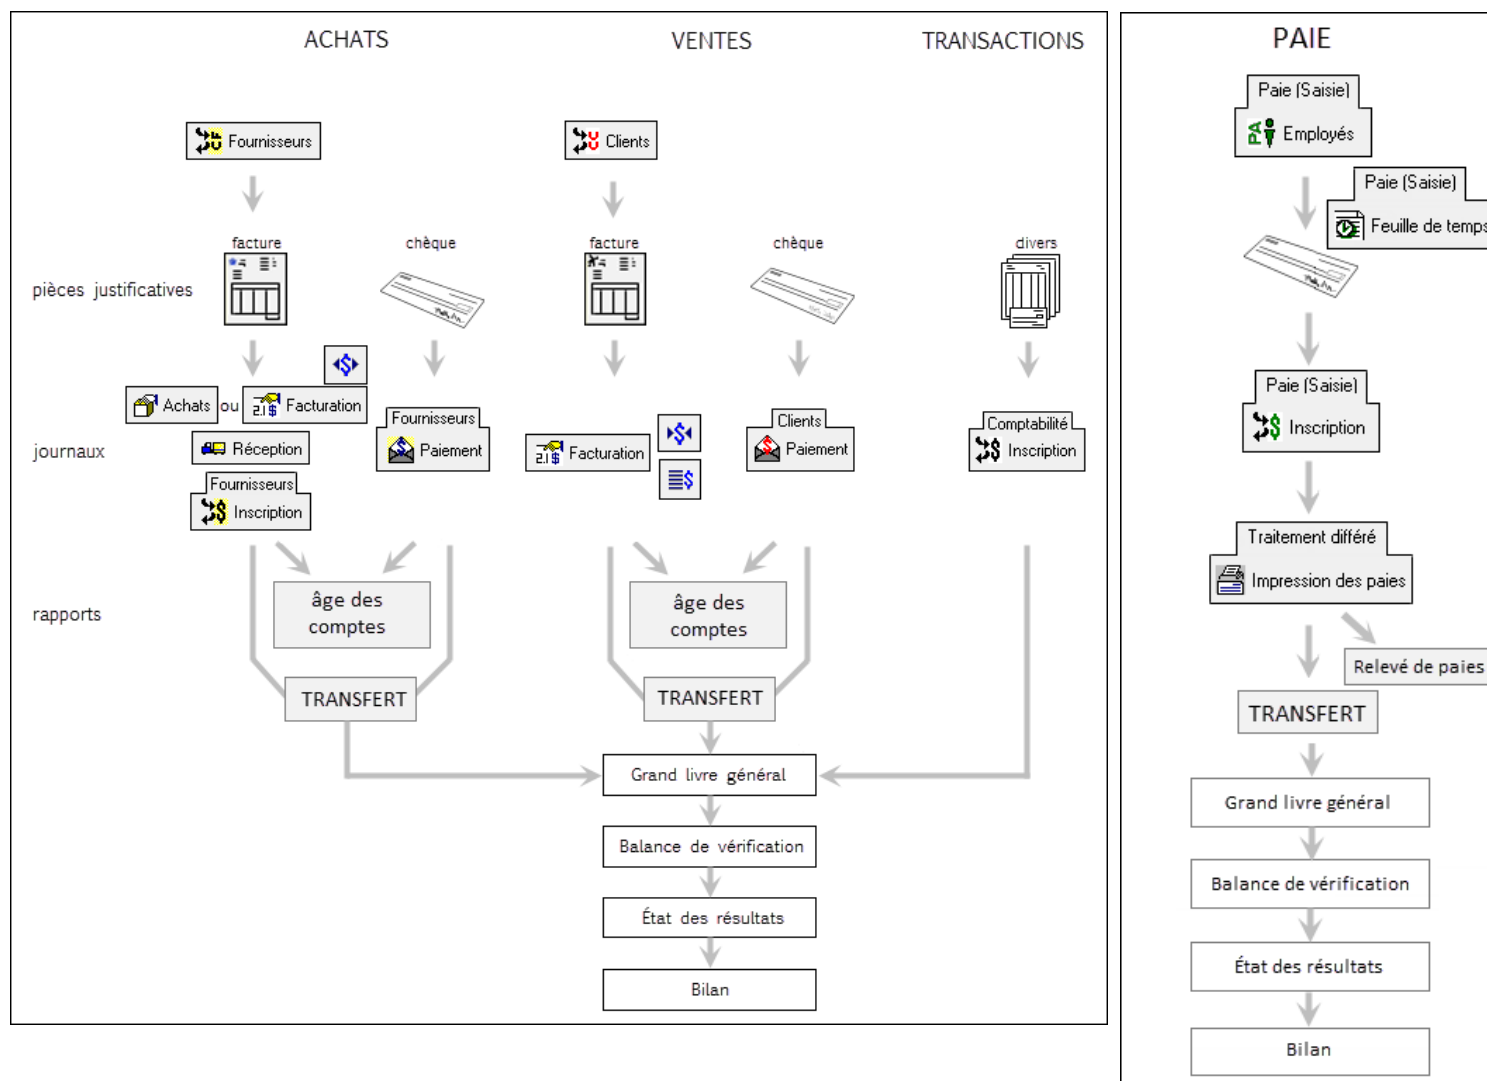 ACHATS
VENTES
TRANSACTIONS
Fournisseurs
Clients
facture
chèque
facture
chèque
divers
pièces justificatives
Achats
ou
Facturation
Fournisseurs
Paiement
Réception
Fournisseurs
Inscription
journaux
Facturation
Clients
Paiement
Comptabilité
Inscription
rapports
âge des
comptes
âge des
comptes
TRANSFERT
TRANSFERT
Grand livre général
Balance de vérification
État des résultats
Bilan
PAIE
Paie (Saisie)
Employés
Paie (Saisie)
Feuille de temps
Paie (Saisie)
Inscription
Traitement différé
Impression des paies
Relevé de paies
TRANSFERT
Grand livre général
Balance de vérification
État des résultats
Bilan